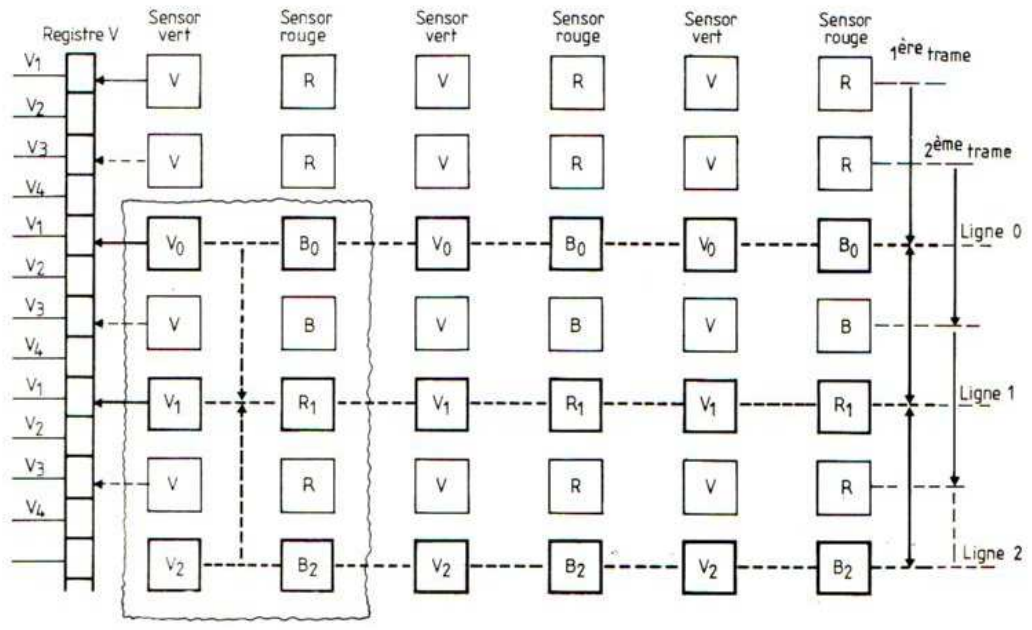 Sensor vert Sensor rouge Sensor vert Sensor rouge Sensor vert Sensor rouge
Registre V
1ère trame
V1 V R V R V R
V2
2ème trame
V3 V R V R V R
V4
V1 V0 B0 V0 B0 V0 B0 Ligne 0
V2
V3 V B V B V B
V4
V1 V1 R1 V1 R1 V1 R1 Ligne 1
V2
V3 V R V R V R
V4
V2 B2 V2 B2 V2 B2 Ligne 2